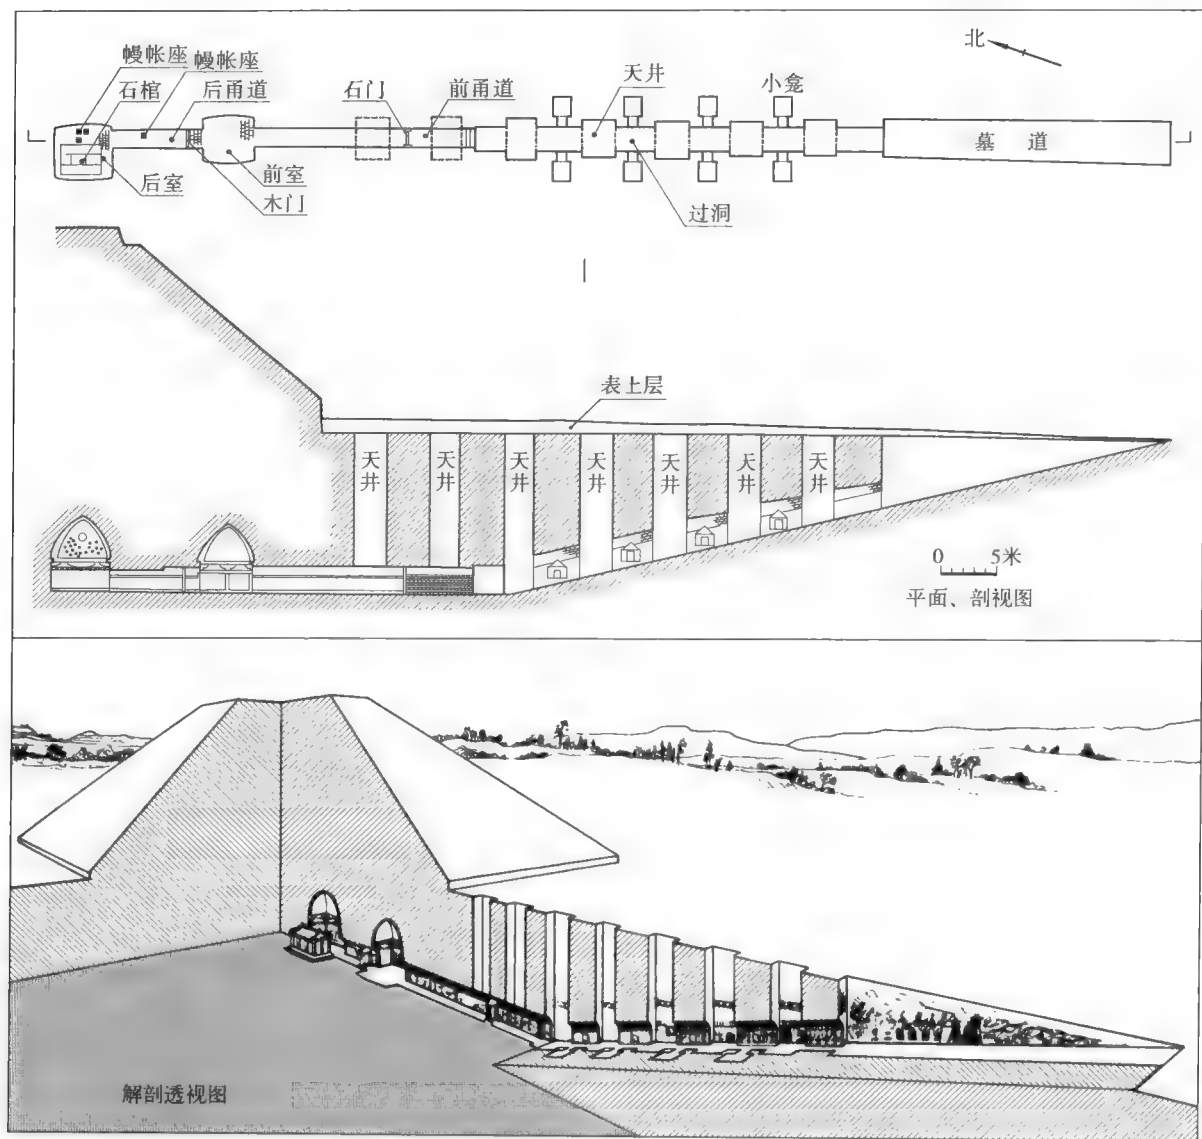 北
幔帐座
幔帐座
石棺
后甬道
石门
前甬道
天井
小龛
墓 道
后室
前室
木门
过洞
表土层
天井
天井
天井
天井
天井
天井
天井
0 5米
平面、剖视图
解剖透视图